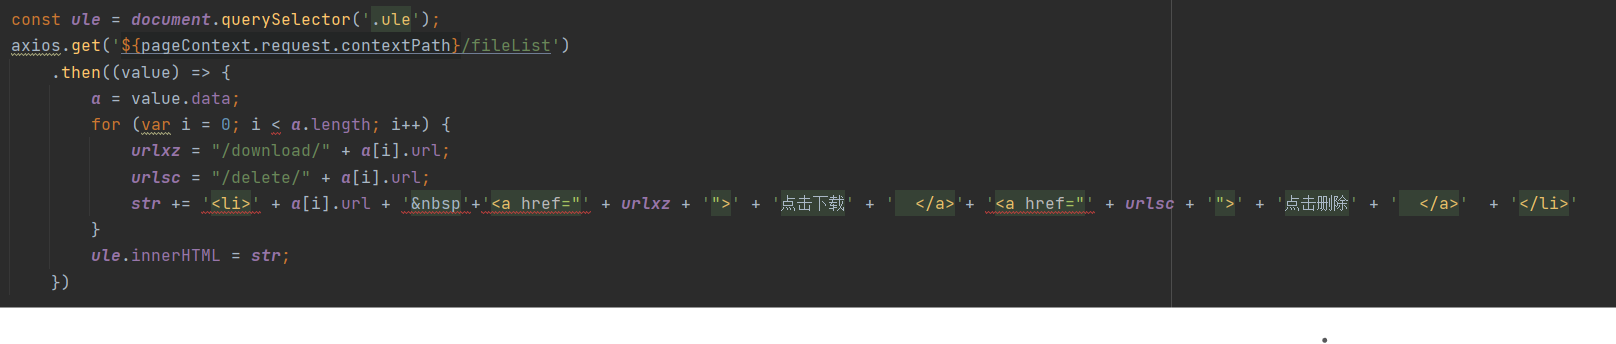 const ule = document.querySelector('.ule');
axios.get('${pageContext.request.contextPath}/fileList')
.then((value) => {
a = value.data;
for (var i = 0; i < a.length; i++) {
urlxz = "/download/" + a[i].url;
urlsc = "/delete/" + a[i].url;
str += '<li>' + a[i].url + '&nbsp'+'<a href="' + urlxz + '">' + '点击下载' + '  </a>'+ '<a href="' + urlsc + '">' + '点击删除' + '  </a>'  + '</li>'
}
ule.innerHTML = str;
})